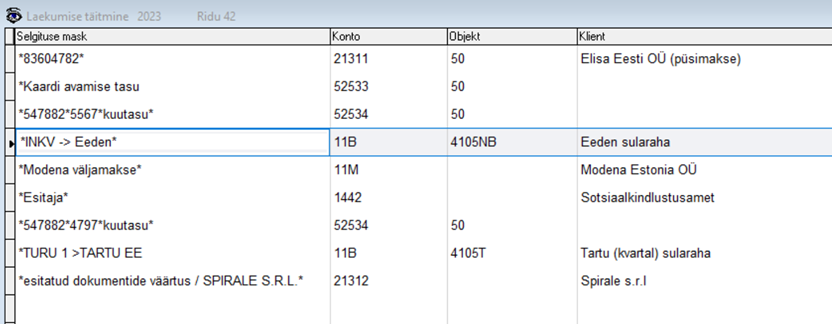 Laekumise täitmine 2023 Ridu 42
Selgituse mask Konto Objekt Klient
*83604782* 21311 50 Elisa Eesti OÜ (püsimakse)
*Kaardi avamise tasu 52533 50
*547882*5567*kuutasu* 52534 50
*INKV -> Eeden* 11B 4105NB Eeden sularaha
*Modena väljamakse* 11M Modena Estonia OÜ
*Esitaja* 1442 Sotsiaalkindlustusamet
*547882*4797*kuutasu* 52534 50
*TURU 1 >TARTU EE 11B 4105T Tartu (kvartal) sularaha
*esitatud dokumentide väärtus / SPIRALE S.R.L.* 21312 Spirale s.r.l